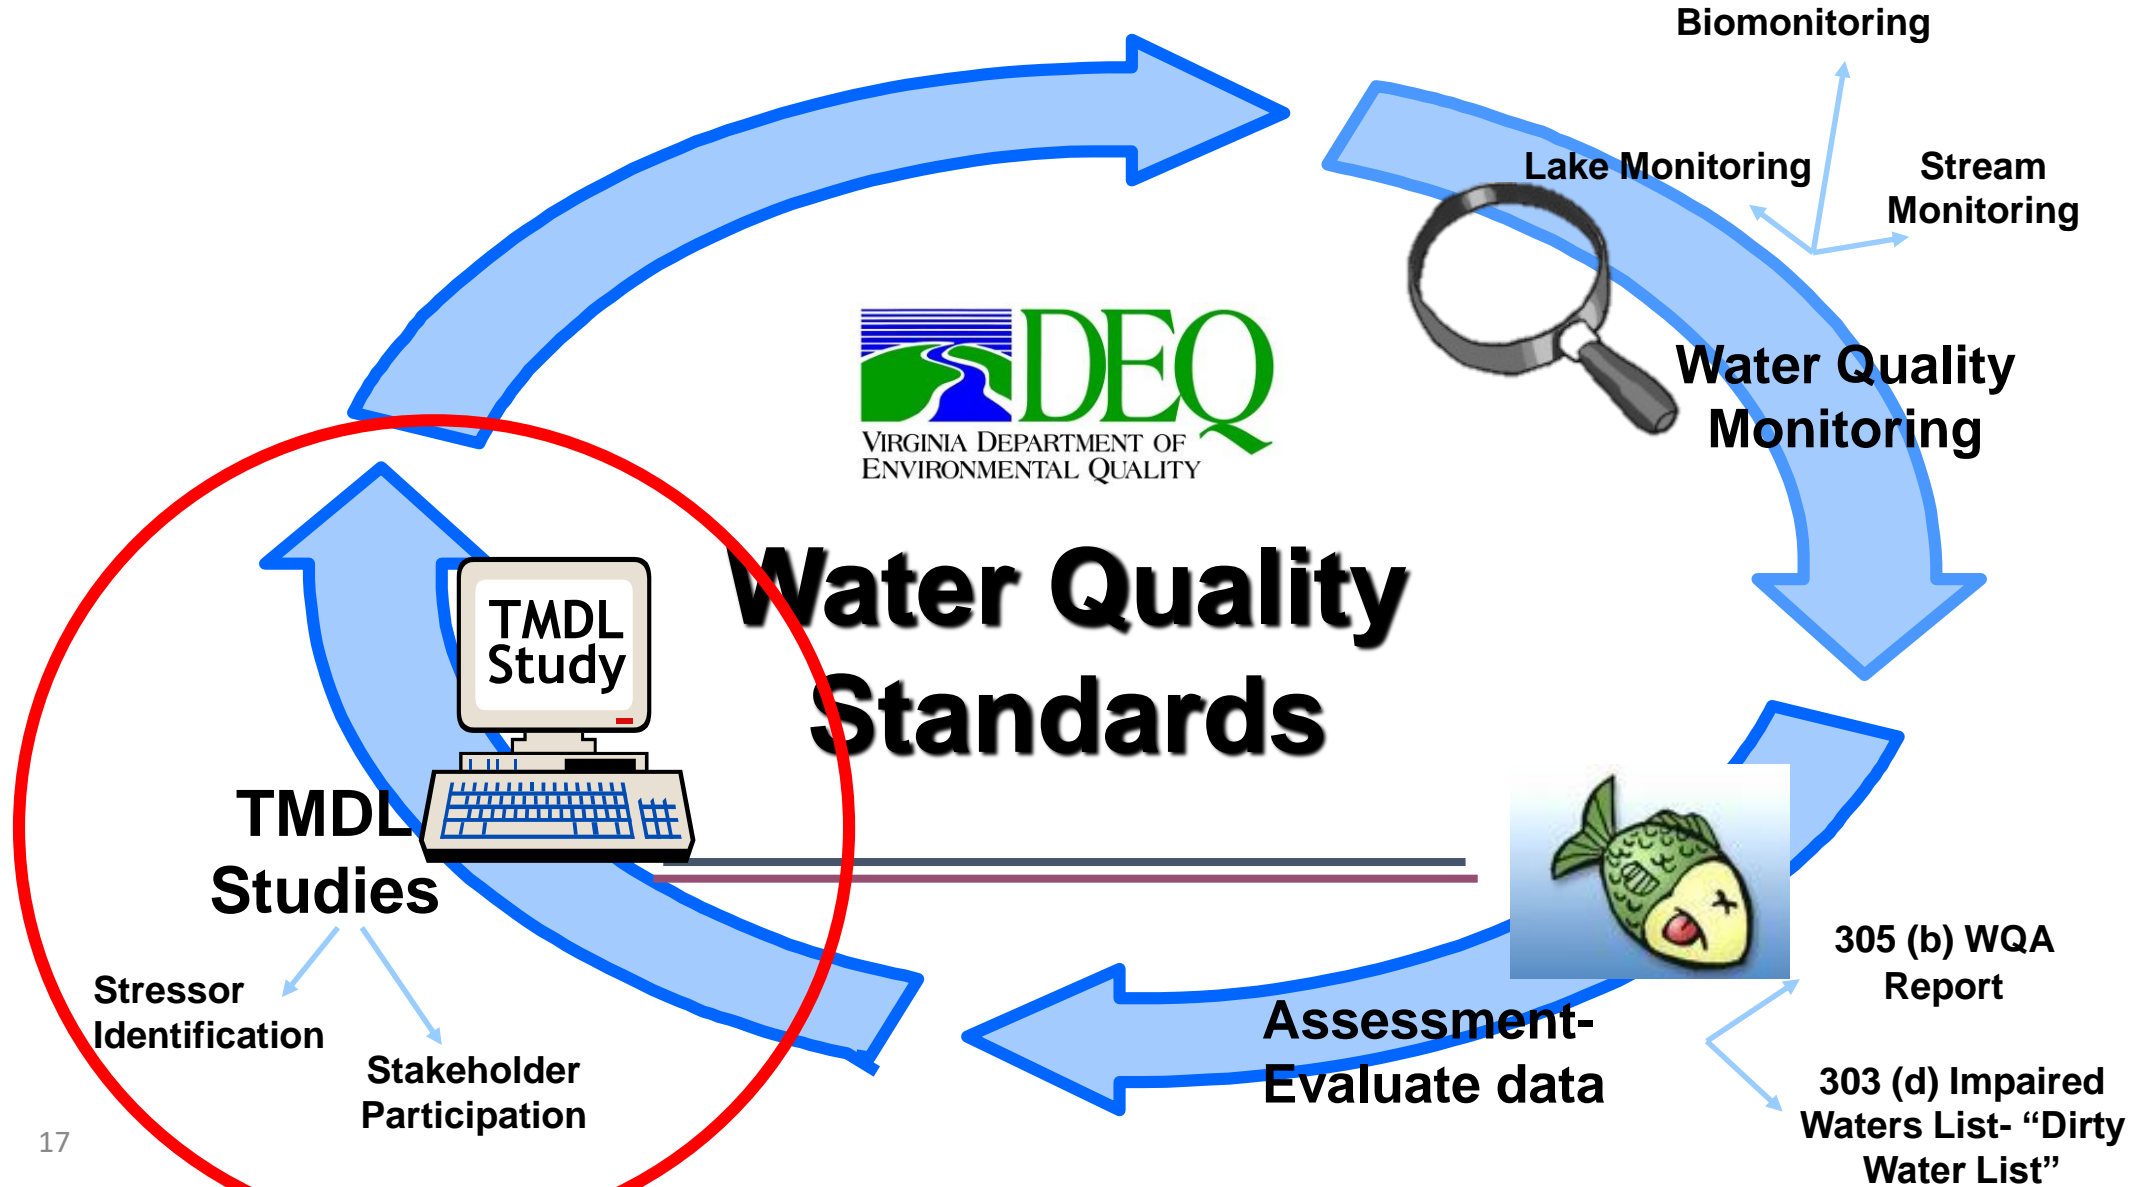 Biomonitoring
Lake Monitoring
Stream
Monitoring
DEQ
VIRGINIA DEPARTMENT OF
ENVIRONMENTAL QUALITY
Water Quality
Monitoring
Water Quality
Standards
TMDL
Study
TMDL
Studies
Stressor
Identification
Stakeholder
Participation
Assessment-
Evaluate data
305 (b) WQA
Report
303 (d) Impaired
Waters List- “Dirty
Water List”
17